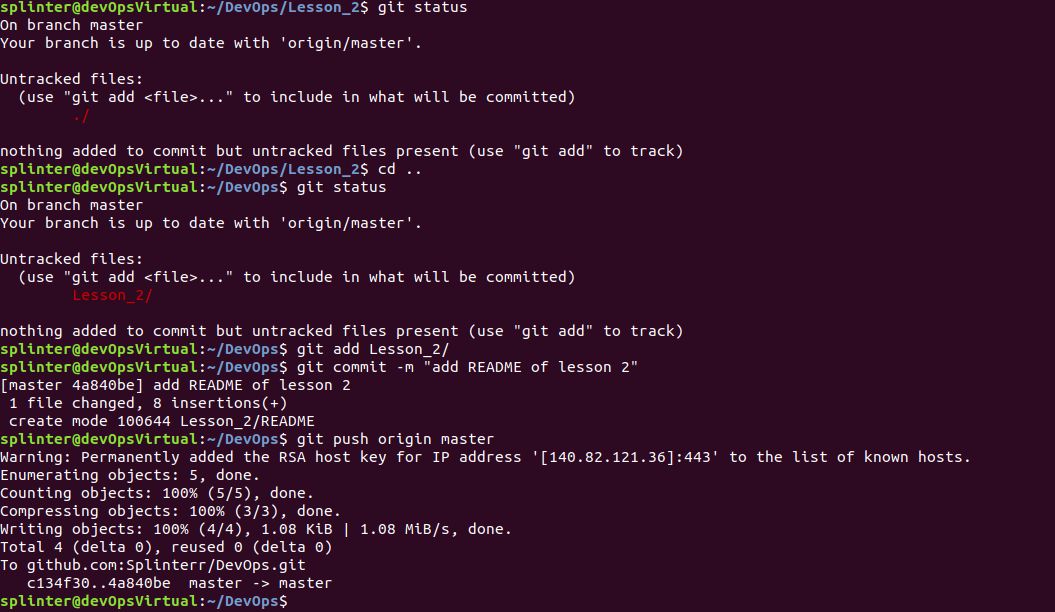 splinter@devOpsVirtual:~/DevOps/Lesson_2$ git status
On branch master
Your branch is up to date with 'origin/master'.
Untracked files:
  (use "git add <file>..." to include in what will be committed)
        ./
nothing added to commit but untracked files present (use "git add" to track)
splinter@devOpsVirtual:~/DevOps/Lesson_2$ cd ..
splinter@devOpsVirtual:~/DevOps$ git status
On branch master
Your branch is up to date with 'origin/master'.
Untracked files:
  (use "git add <file>..." to include in what will be committed)
        Lesson_2/
nothing added to commit but untracked files present (use "git add" to track)
splinter@devOpsVirtual:~/DevOps$ git add Lesson_2/
splinter@devOpsVirtual:~/DevOps$ git commit -m "add README of lesson 2"
[master 4a840be] add README of lesson 2
 1 file changed, 8 insertions(+)
 create mode 100644 Lesson_2/README
splinter@devOpsVirtual:~/DevOps$ git push origin master
Warning: Permanently added the RSA host key for IP address '[140.82.121.36]:443' to the list of known hosts.
Enumerating objects: 5, done.
Counting objects: 100% (5/5), done.
Compressing objects: 100% (3/3), done.
Writing objects: 100% (4/4), 1.08 KiB | 1.08 MiB/s, done.
Total 4 (delta 0), reused 0 (delta 0)
To github.com:Splinterr/DevOps.git
   c134f30..4a840be  master -> master
splinter@devOpsVirtual:~/DevOps$